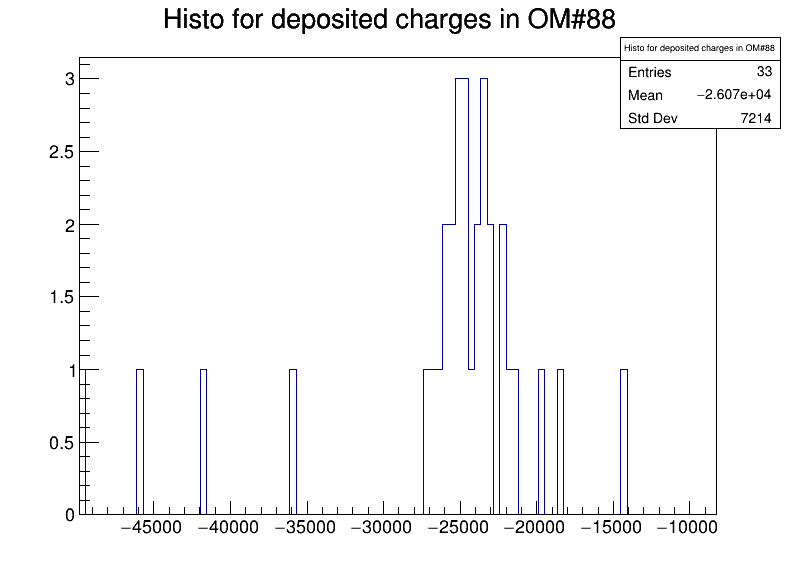 Histo for deposited charges in OM#88
Histo for deposited charges in OM#88
Entries 33
Mean −2.607e+04
Std Dev 7214
3
2.5
2
1.5
1
0.5
0
−45000 −40000 −35000 −30000 −25000 −20000 −15000 −10000